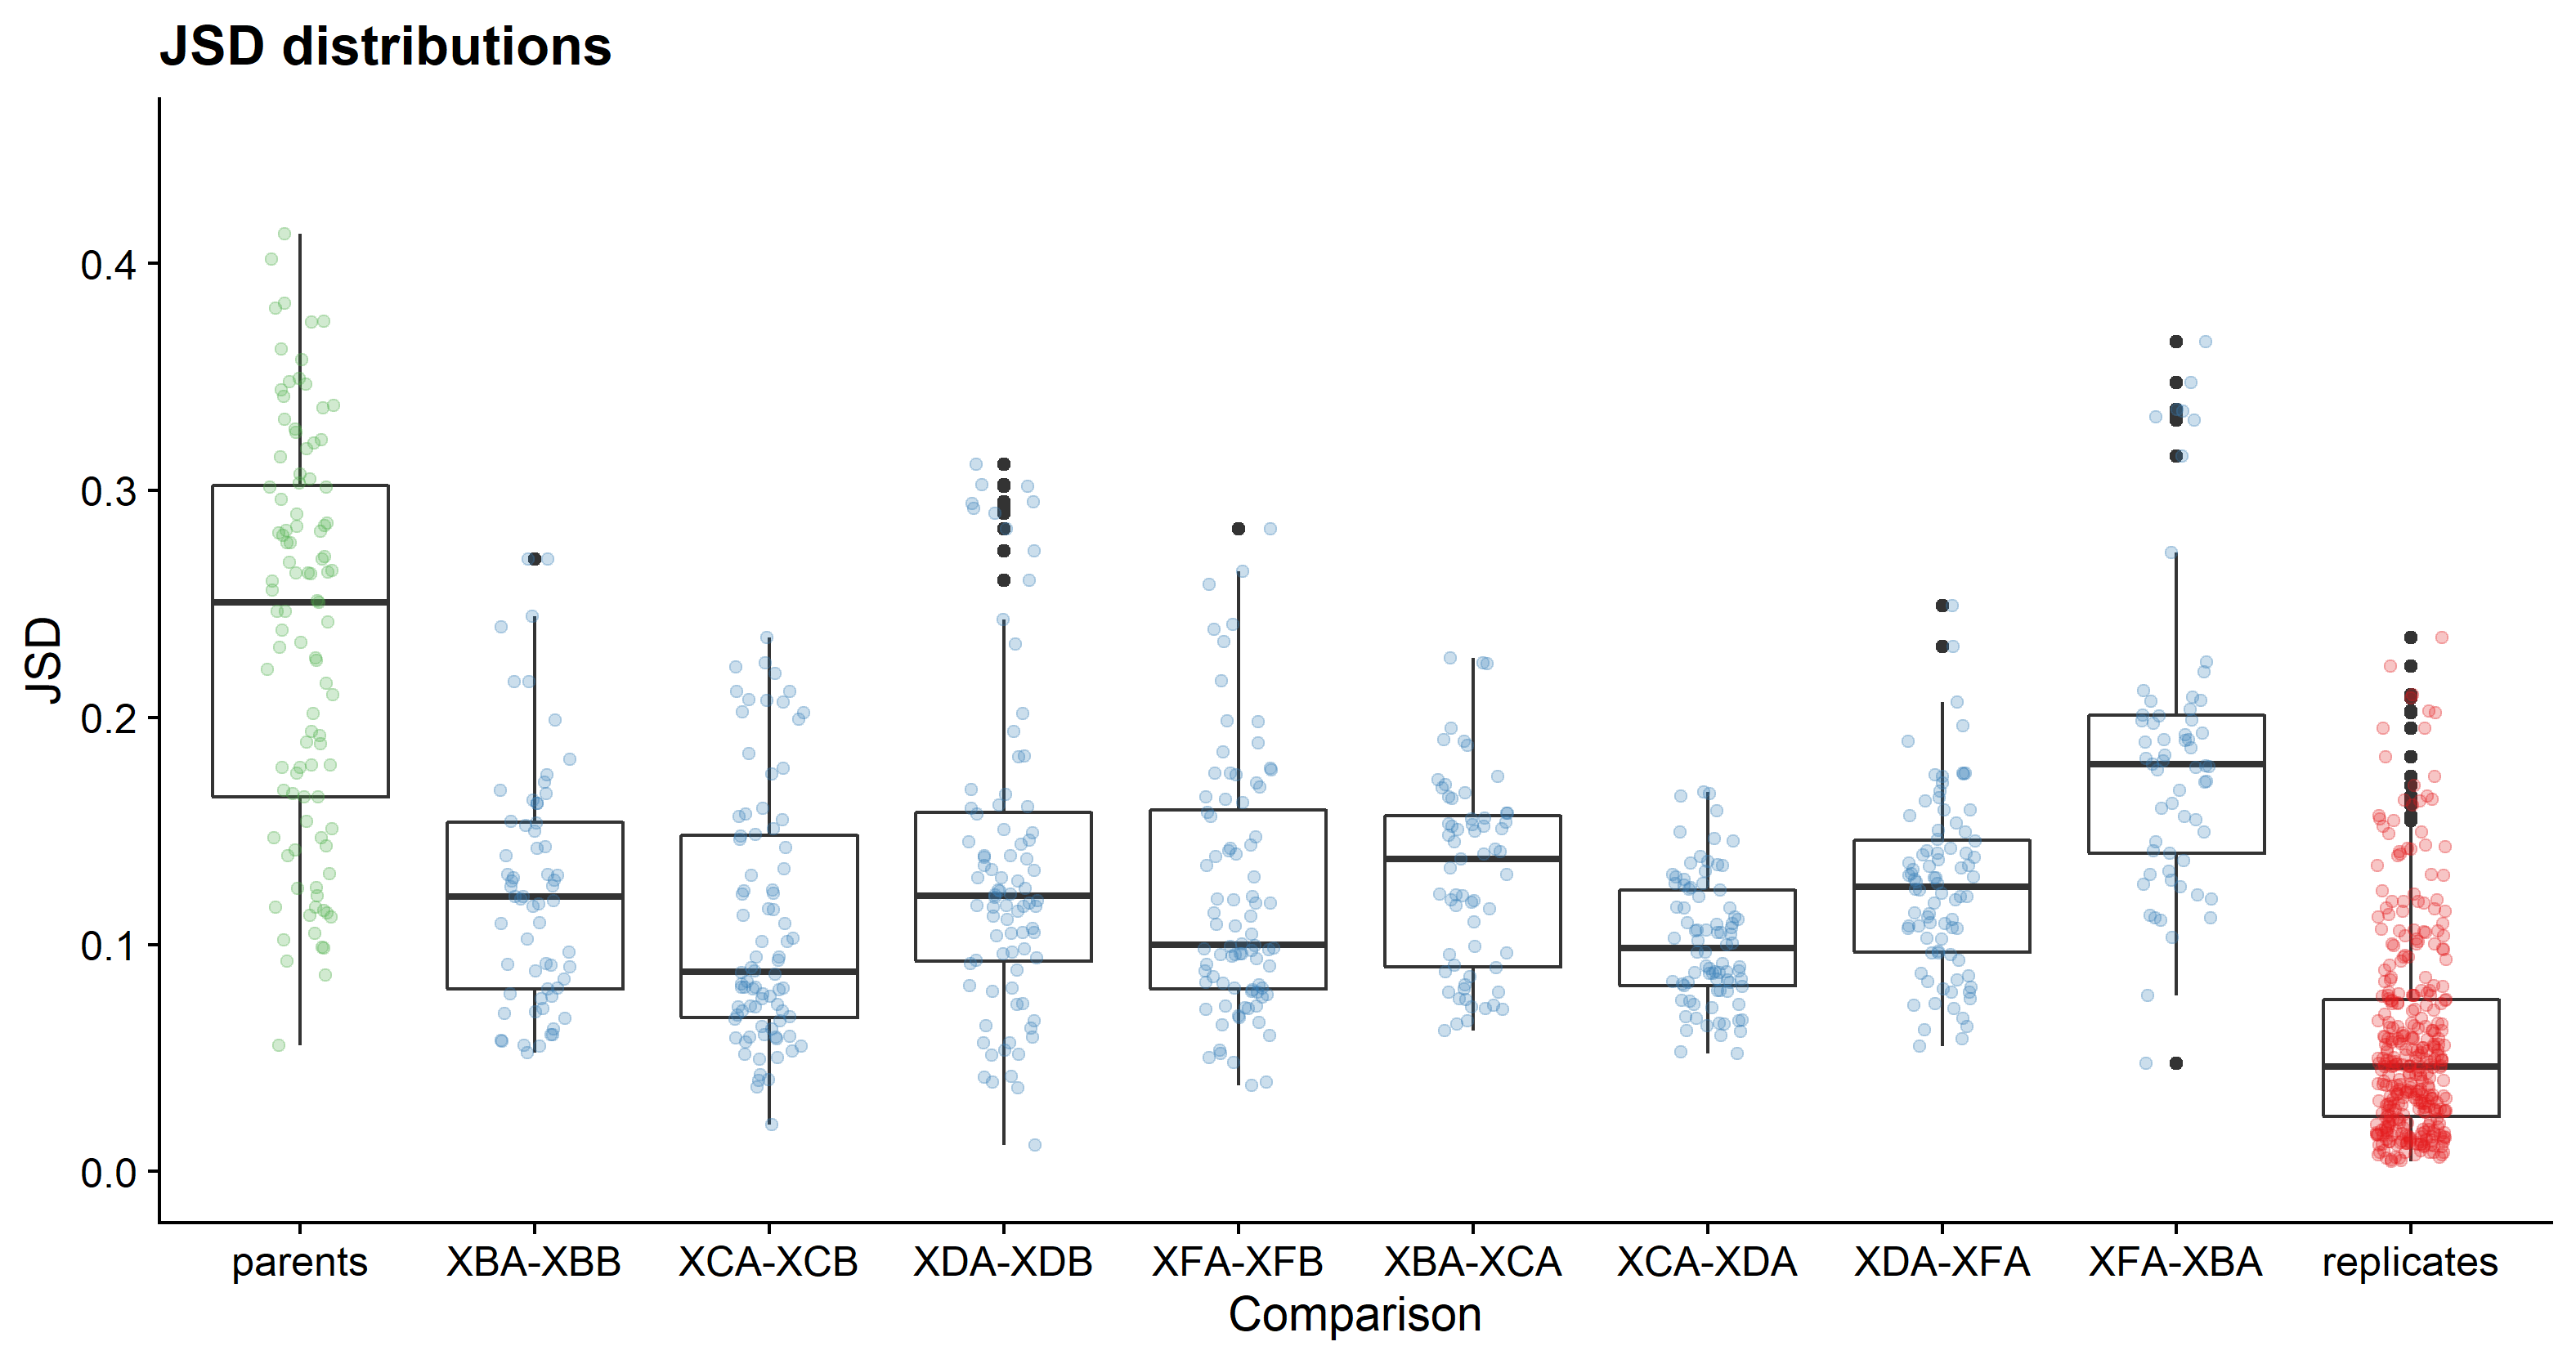 JSD distributions
JSD
0.4
0.3
0.2
0.1
0.0
parents XBA-XBB XCA-XCB XDA-XDB XFA-XFB XBA-XCA XCA-XDA XDA-XFA XFA-XBA replicates
Comparison